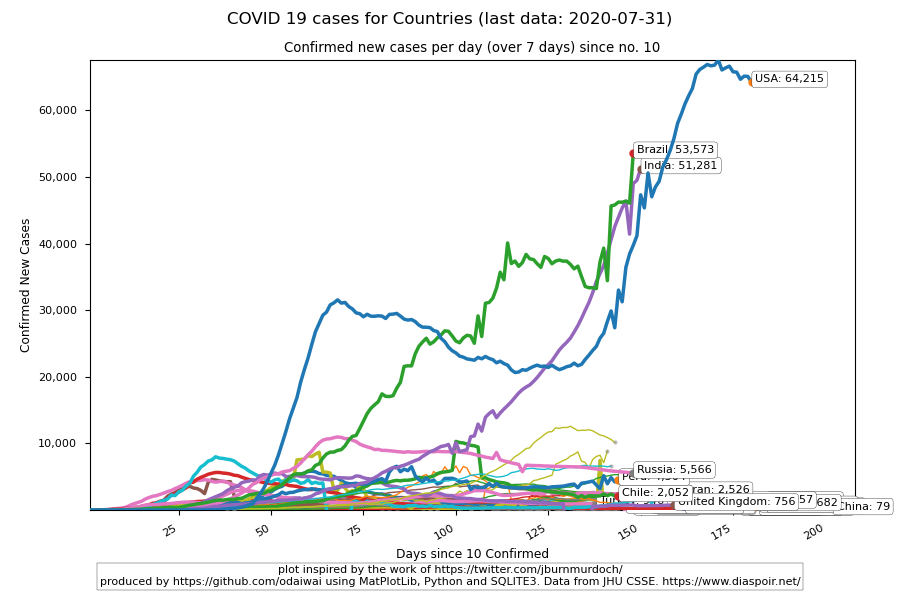 COVID 19 cases for Countries (last data: 2020-07-31)
Confirmed new cases per day (over 7 days) since no. 10
Confirmed New Cases
60,000
50,000
40,000
30,000
20,000
10,000
USA: 64,215
Brazil: 53,573
India: 51,281
Russia: 5,566
Chile: 2,052
2,526
United Kingdom: 756
57
682
China: 79
25
50
75
100
125
150
175
200
Days since 10 Confirmed
plot inspired by the work of https://twitter.com/jburnmurdoch/
produced by https://github.com/odaiwai using MatPlotLib, Python and SQLITE3. Data from JHU CSSE. https://www.diaspoir.net/